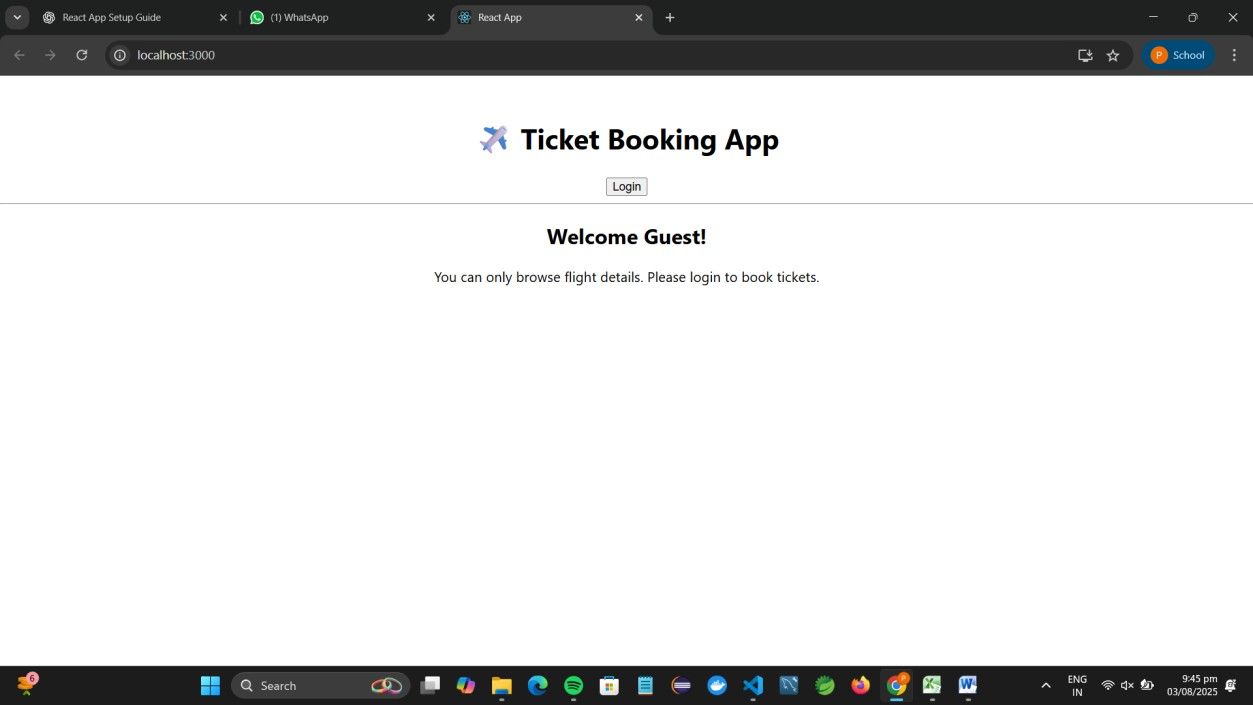 React App Setup Guide
(1) WhatsApp
React App
localhost:3000
P
School
Ticket Booking App
Login
Welcome Guest!
You can only browse flight details. Please login to book tickets.
6
Search
P
ENG
IN
9:45 pm
03/08/2025